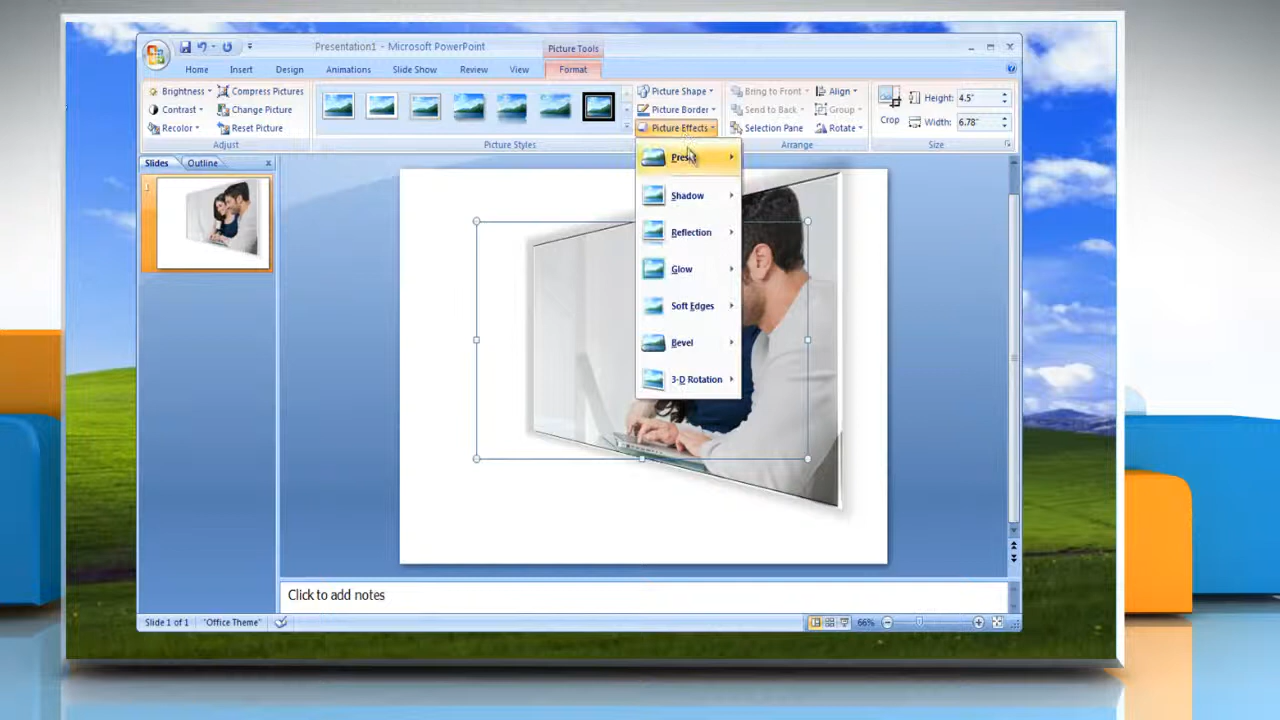 Presentation1 - Microsoft PowerPoint
Picture Tools
Home Insert Design Animations Slide Show Review View Format
Brightness Compress Pictures Picture Shape Bring to Front Align Height: 4.5"
Contrast Change Picture Picture Border Send to Back Group Crop Width: 6.78"
Recolor Reset Picture Picture Effects Selection Pane Rotate
Adjust Picture Styles Arrange Size
Slides Outline
1
Shadow
Reflection
Glow
Soft Edges
Bevel
3-D Rotation
Click to add notes
Slide 1 of 1 "Office Theme" 66%